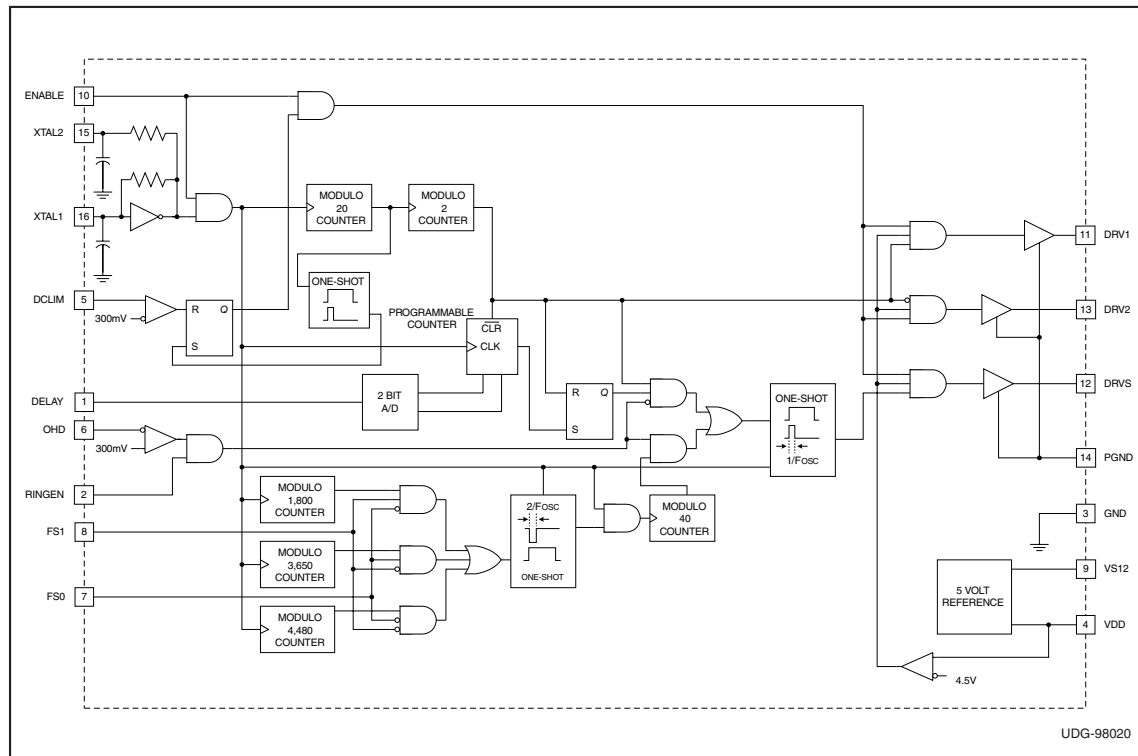 ENABLE 10
XTAL2 15
XTAL1 16
DCLIM 5
300mV
DELAY 1
OHD 6
300mV
RINGEN 2
FS1 8
FS0 7
MODULO
20
COUNTER
MODULO
2
COUNTER
ONE-SHOT
R Q
S
PROGRAMMABLE
COUNTER
CLR
CLK
2 BIT
A/D
R Q
S
ONE-SHOT
1/FOSC
MODULO
1,800
COUNTER
MODULO
3,650
COUNTER
MODULO
4,480
COUNTER
2/FOSC
ONE-SHOT
MODULO
40
COUNTER
11 DRV1
13 DRV2
12 DRVS
14 PGND
3 GND
9 VS12
5 VOLT
REFERENCE
4 VDD
4.5V
UDG-98020